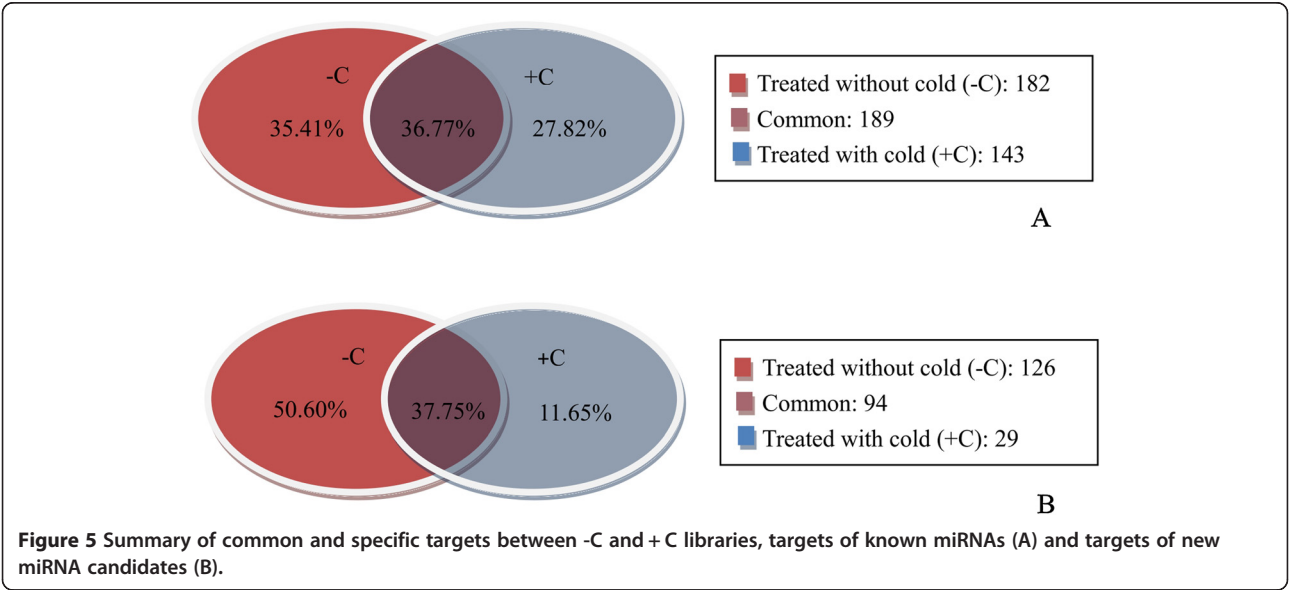 -C
+C
35.41%
36.77%
27.82%
Treated without cold (-C): 182
Common: 189
Treated with cold (+C): 143
A
-C
+C
50.60%
37.75%
11.65%
Treated without cold (-C): 126
Common: 94
Treated with cold (+C): 29
B
Figure 5 Summary of common and specific targets between -C and + C libraries, targets of known miRNAs (A) and targets of new
miRNA candidates (B).